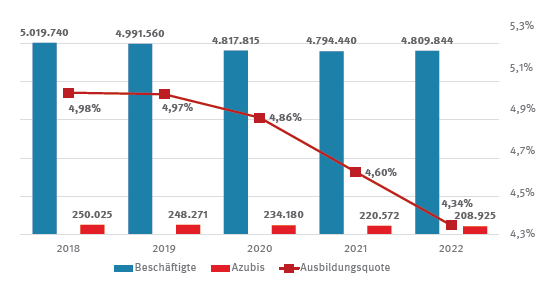 5,3%
5.019.740 4.991.560 4.817.815 4.794.440 4.809.844
5,1%
4,98% 4,97% 4,86% 4,9%
4,7%
4,60%
4,5%
4,34%
250.025 248.271 234.180 220.572 208.925
4,3%
2018 2019 2020 2021 2022
Beschäftigte Azubis Ausbildungsquote